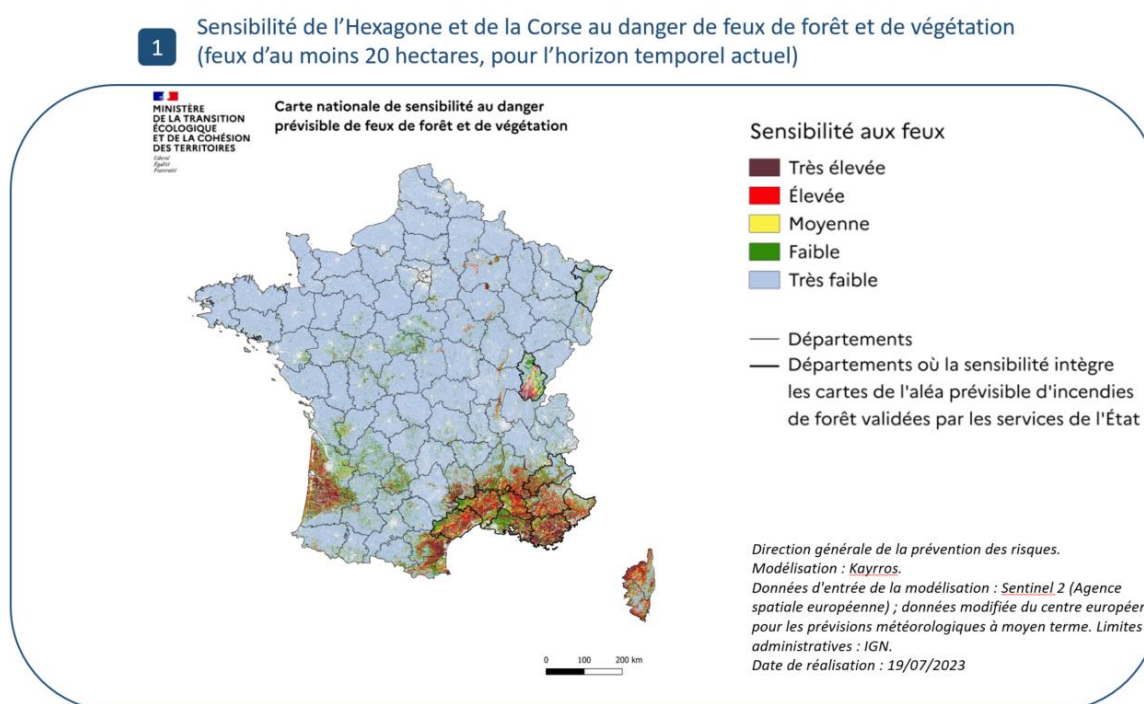 1
Sensibilité de l’Hexagone et de la Corse au danger de feux de forêt et de végétation
(feux d’au moins 20 hectares, pour l’horizon temporel actuel)
MINISTÈRE
DE LA TRANSITION
ÉCOLOGIQUE
ET DE LA COHÉSION
DES TERRITOIRES
Liberté
Égalité
Fraternité
Carte nationale de sensibilité au danger
prévisible de feux de forêt et de végétation
Sensibilité aux feux
Très élevée
Élevée
Moyenne
Faible
Très faible
Départements
Départements où la sensibilité intègre
les cartes de l'aléa prévisible d'incendies
de forêt validées par les services de l'État
Direction générale de la prévention des risques.
Modélisation : Kayrros.
Données d'entrée de la modélisation : Sentinel 2 (Agence
spatiale européenne) ; données modifiée du centre européen
pour les prévisions météorologiques à moyen terme. Limites
administratives : IGN.
Date de réalisation : 19/07/2023
0 100 200 km